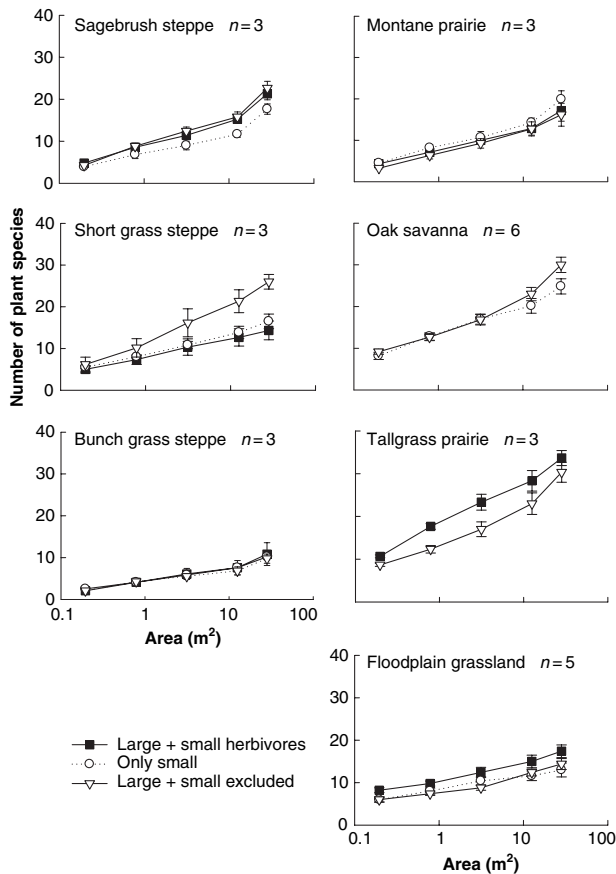 Number of plant species
Sagebrush steppe n=3
40
30
20
10
0
Montane prairie n=3
Short grass steppe n=3
40
30
20
10
0
Oak savanna n=6
Bunch grass steppe n=3
40
30
20
10
0
0.1 1 10 100
Area (m²)
Tallgrass prairie n=3
Floodplain grassland n=5
40
30
20
10
0
0.1 1 10 100
Area (m²)
Large + small herbivores
Only small
Large + small excluded